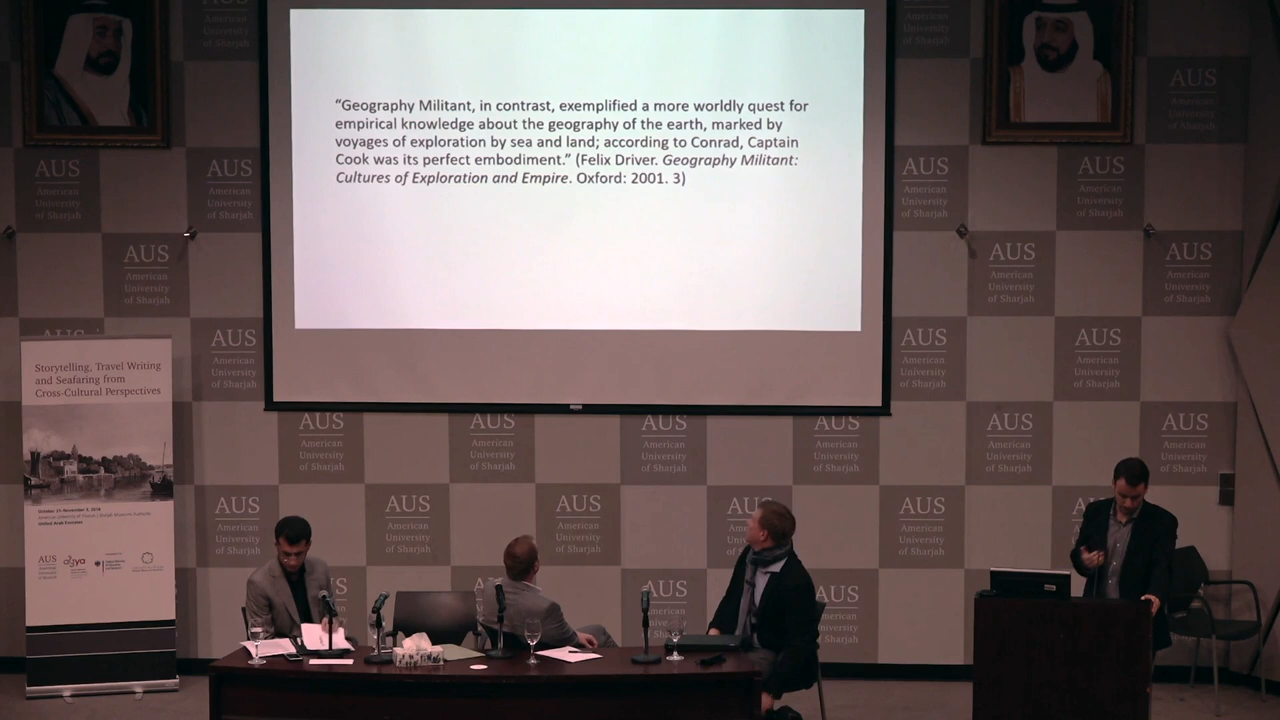 “Geography Militant, in contrast, exemplified a more worldly quest for
empirical knowledge about the geography of the earth, marked by
voyages of exploration by sea and land; according to Conrad, Captain
Cook was its perfect embodiment.” (Felix Driver. Geography Militant:
Cultures of Exploration and Empire. Oxford: 2001. 3)
AUS
American
University
of Sharjah
Storytelling, Travel Writing
and Seafaring from
Cross-Cultural Perspectives
United Arab Emirates
AUS
agya